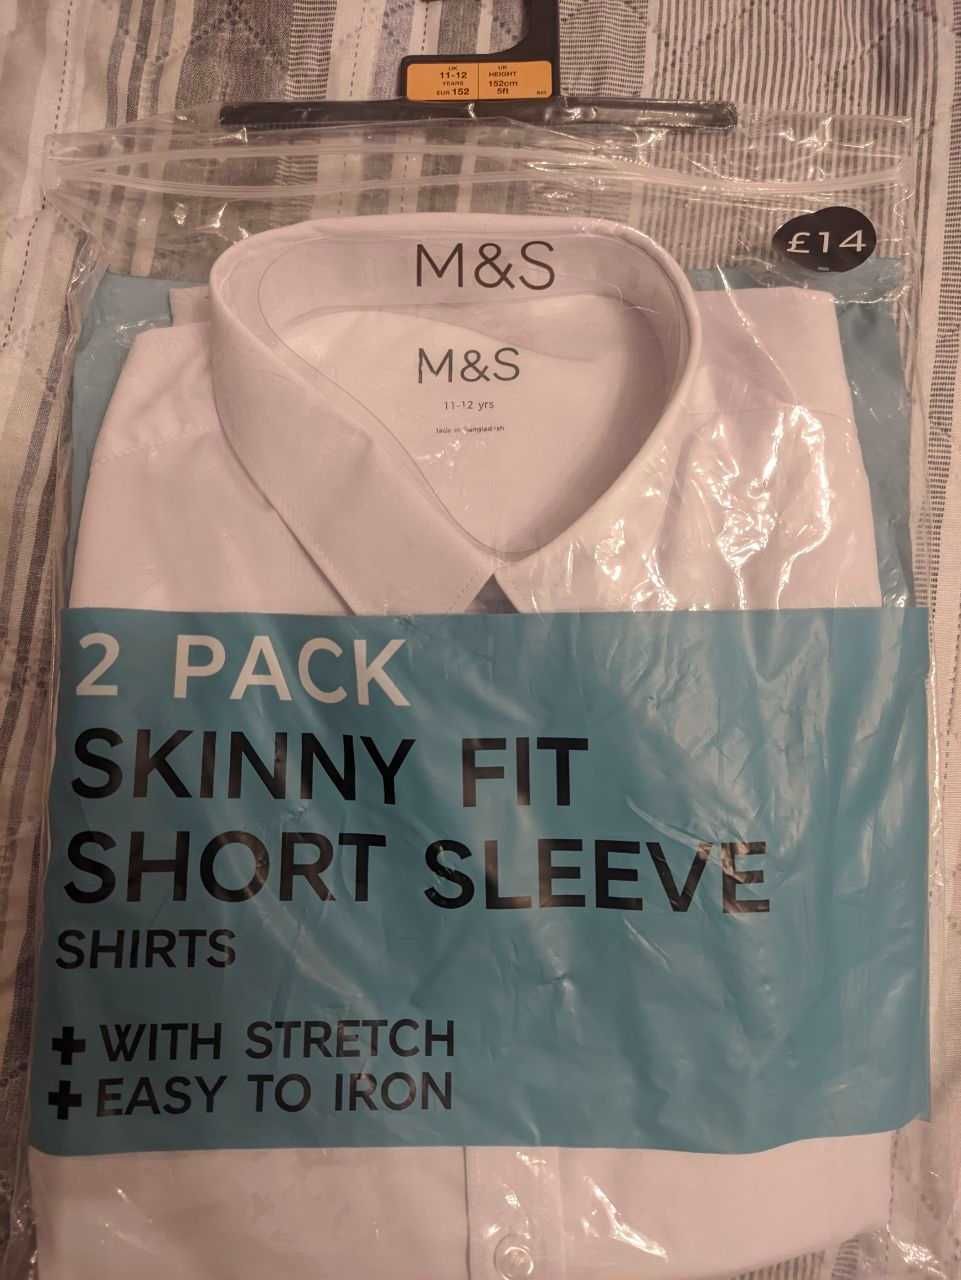 UK
11-12
YEARS
EUR 152
UK
HEIGHT
152cm
5ft
£14
M&S
M&S
11-12 yrs
2 PACK
SKINNY FIT
SHORT SLEEVE
SHIRTS
+ WITH STRETCH
+ EASY TO IRON